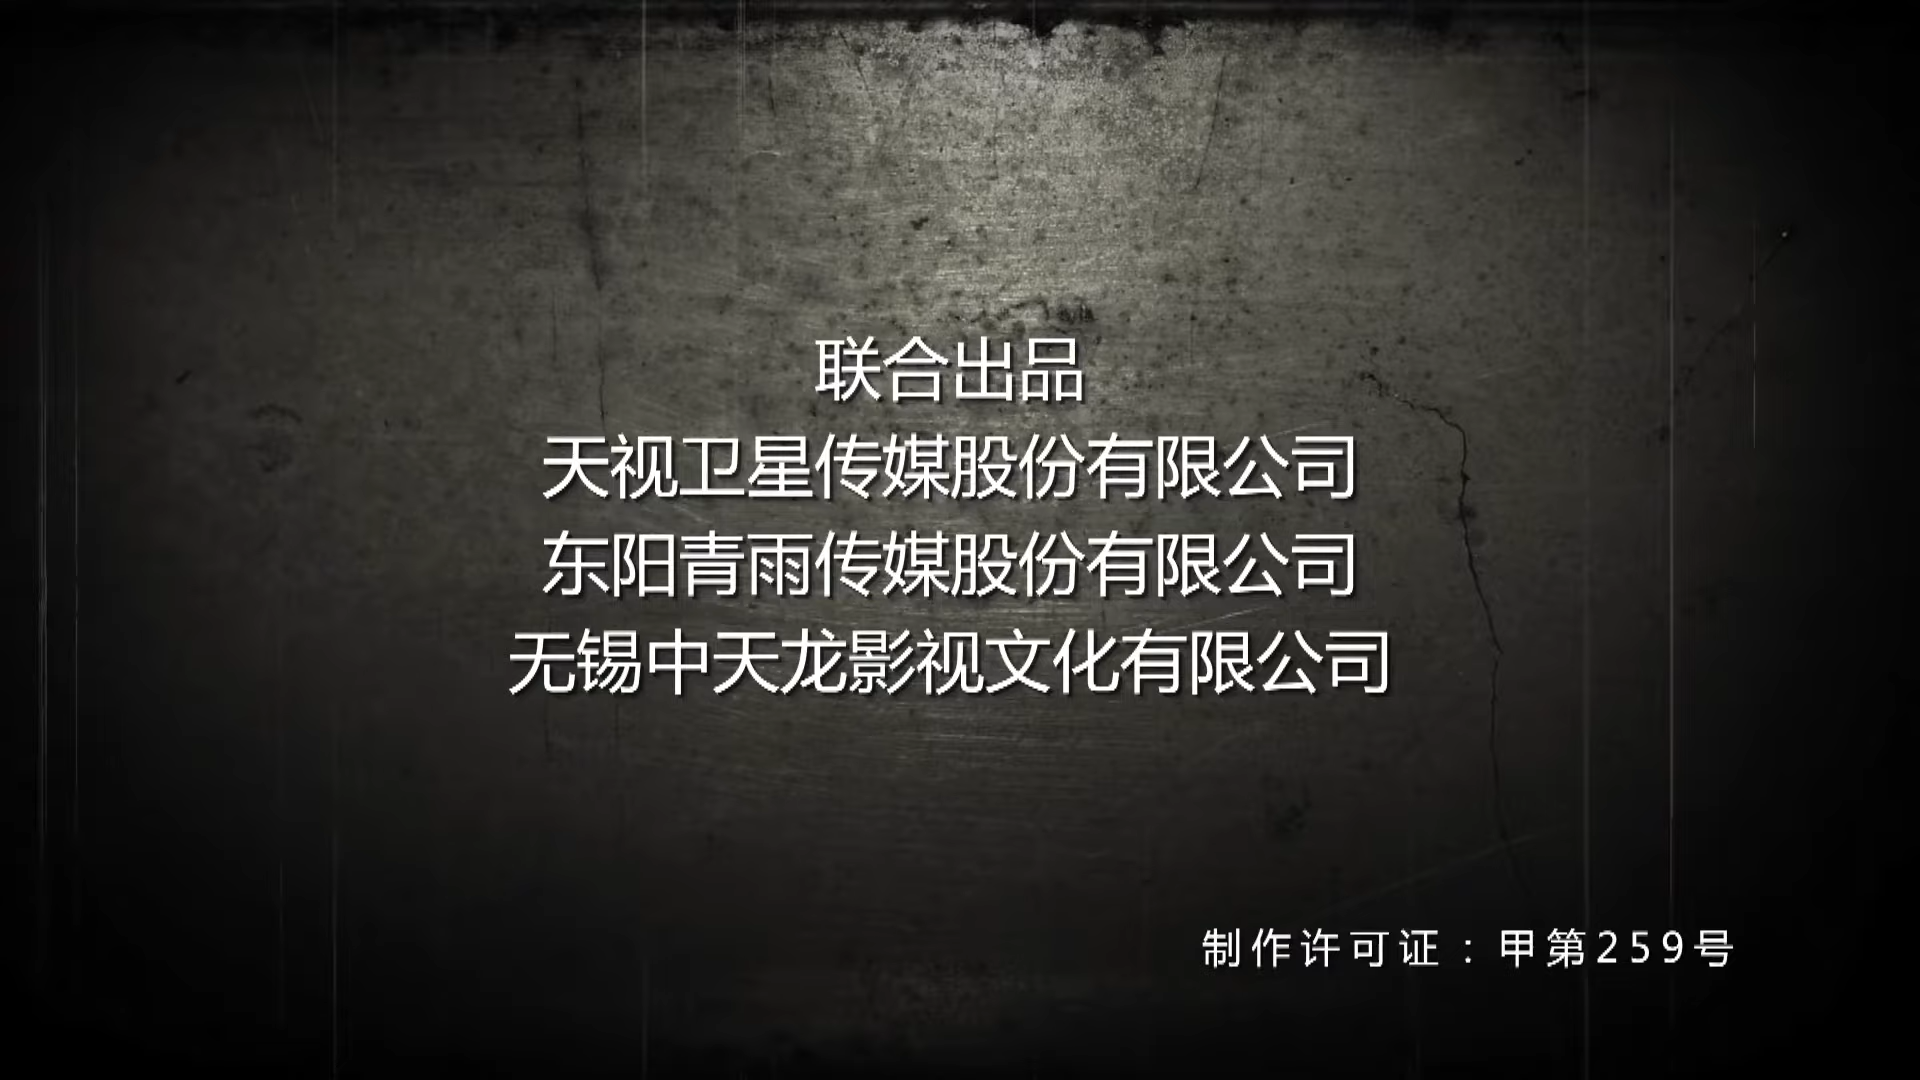 联合出品
天视卫星传媒股份有限公司
东阳青雨传媒股份有限公司
无锡中天龙影视文化有限公司
制作许可证：甲第259号